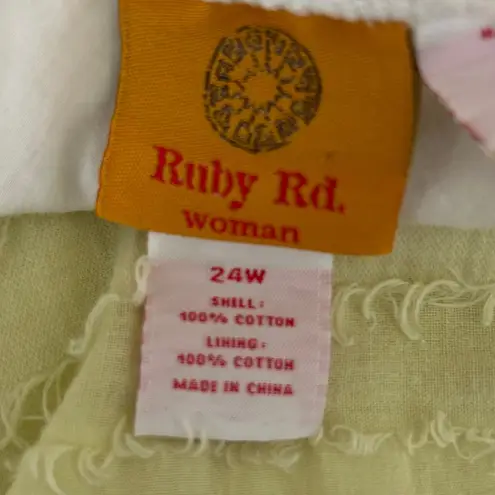 Ruby Rd.
woman
24W
SHELL:
100% COTTON
LINING:
100% COTTON
MADE IN CHINA